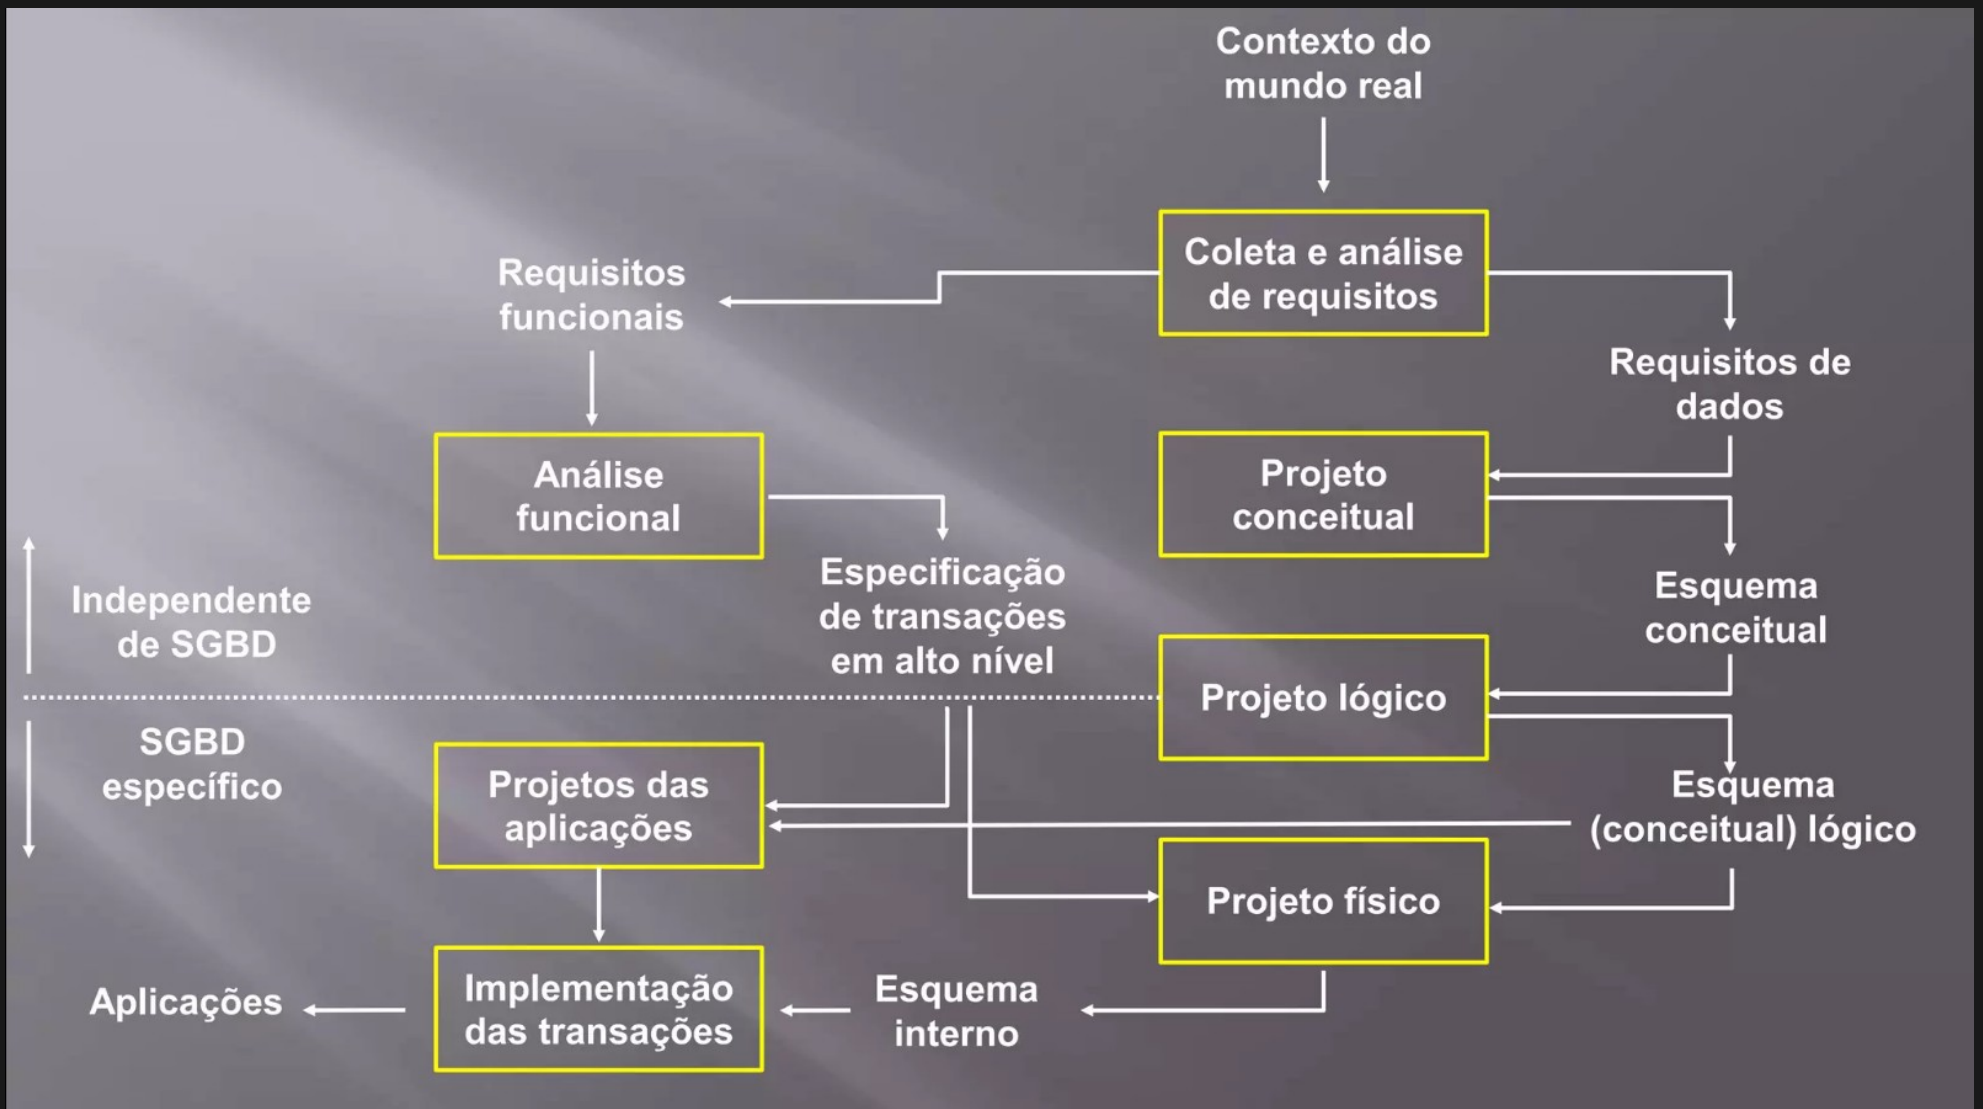 Contexto do
mundo real
Coleta e análise
de requisitos
Requisitos
funcionais
Requisitos de
dados
Análise
funcional
Projeto
conceitual
Especificação
de transações
em alto nível
Esquema
conceitual
Independente
de SGBD
Projeto lógico
SGBD
específico
Projetos das
aplicações
Esquema
(conceitual) lógico
Projeto físico
Aplicações
Implementação
das transações
Esquema
interno